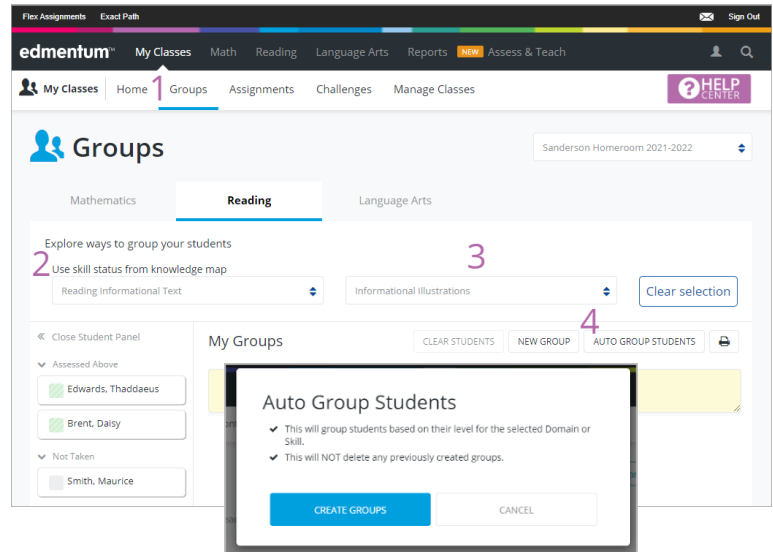 Flex Assignments Exact Path Sign Out
edmentum™ My Classes Math Reading Language Arts Reports NEW Assess & Teach
My Classes Home 1 Groups Assignments Challenges Manage Classes ? HELP CENTER
Groups
Sanderson Homeroom 2021-2022
Mathematics Reading Language Arts
Explore ways to group your students
2 3
Use skill status from knowledge map
Reading Informational Text Informational Illustrations Clear selection
4
Close Student Panel My Groups CLEAR STUDENTS NEW GROUP AUTO GROUP STUDENTS
Assessed Above
Edwards, Thaddaeus
Brent, Daisy
Not Taken
Smith, Maurice
Auto Group Students
This will group students based on their level for the selected Domain or
Skill.
This will NOT delete any previously created groups.
CREATE GROUPS CANCEL